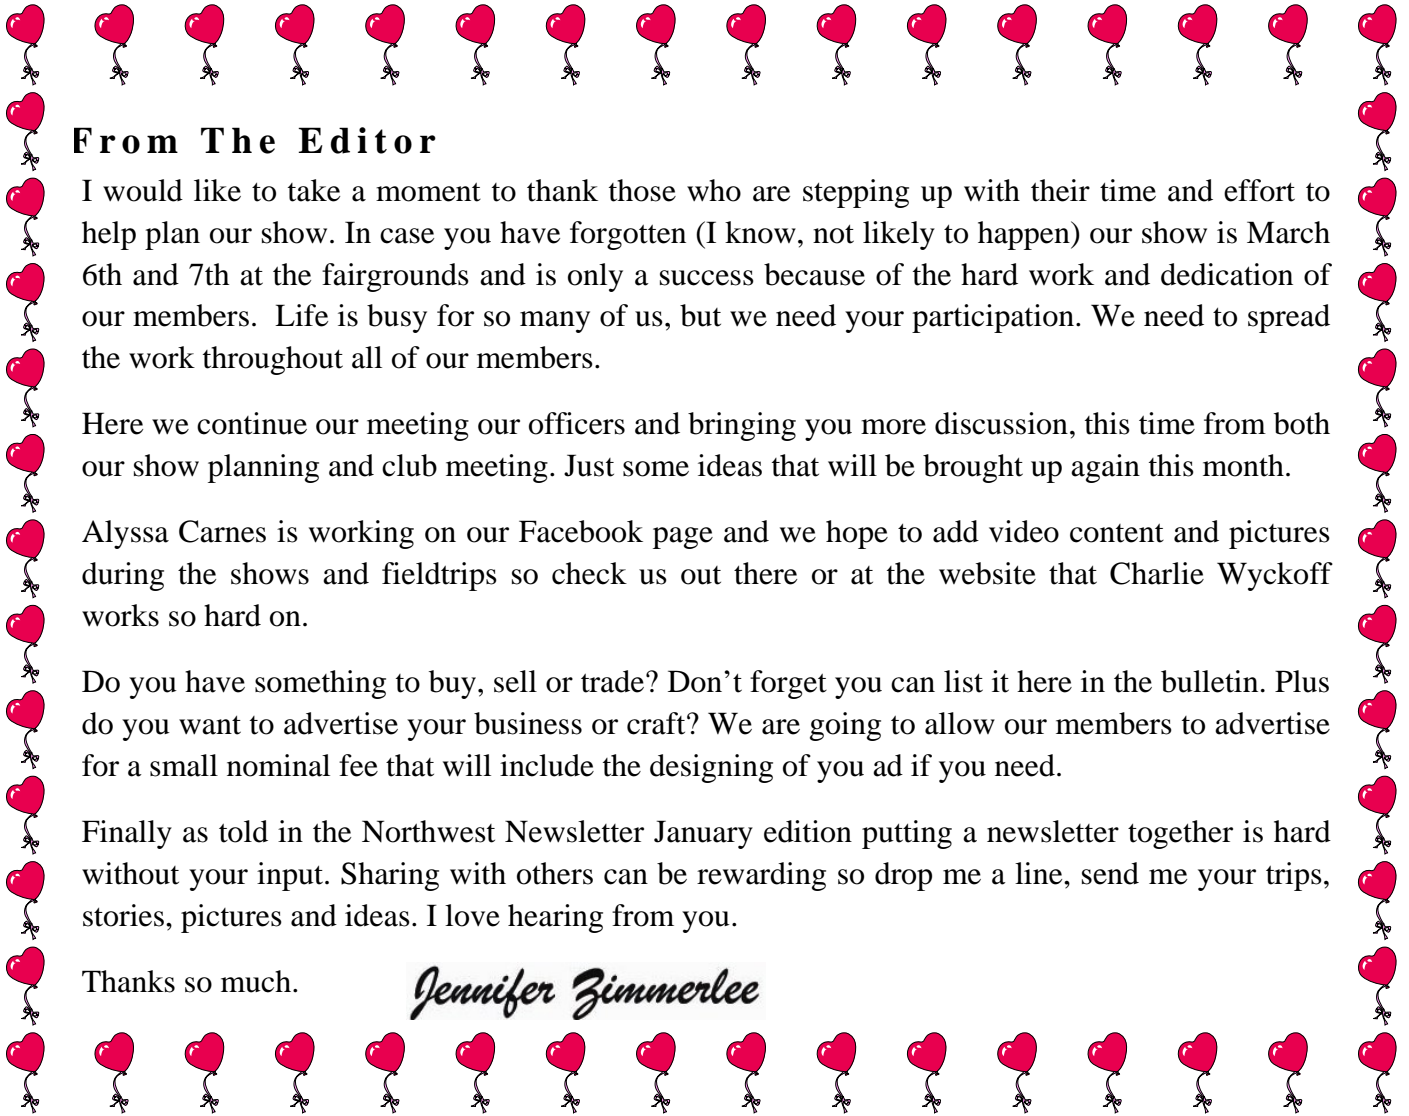 From The Editor
I would like to take a moment to thank those who are stepping up with their time and effort to
help plan our show. In case you have forgotten (I know, not likely to happen) our show is March
6th and 7th at the fairgrounds and is only a success because of the hard work and dedication of
our members.  Life is busy for so many of us, but we need your participation. We need to spread
the work throughout all of our members.
Here we continue our meeting our officers and bringing you more discussion, this time from both
our show planning and club meeting. Just some ideas that will be brought up again this month.
Alyssa Carnes is working on our Facebook page and we hope to add video content and pictures
during the shows and fieldtrips so check us out there or at the website that Charlie Wyckoff
works so hard on.
Do you have something to buy, sell or trade? Don’t forget you can list it here in the bulletin. Plus
do you want to advertise your business or craft? We are going to allow our members to advertise
for a small nominal fee that will include the designing of you ad if you need.
Finally as told in the Northwest Newsletter January edition putting a newsletter together is hard
without your input. Sharing with others can be rewarding so drop me a line, send me your trips,
stories, pictures and ideas. I love hearing from you.
Thanks so much. Jennifer Zimmerlee